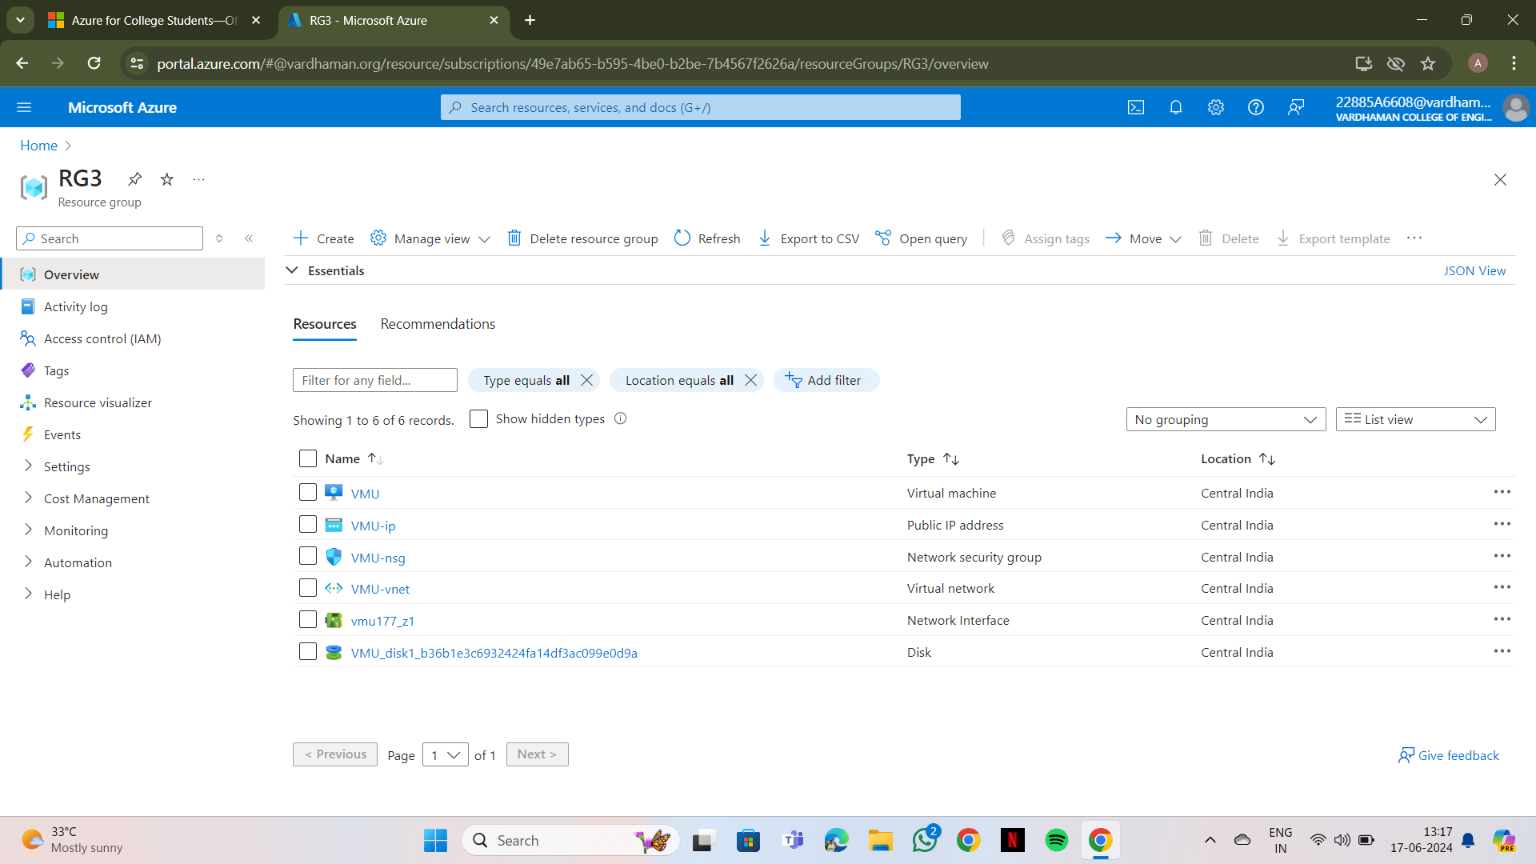 Azure for College Students—Of
RG3 - Microsoft Azure
portal.azure.com/#@vardhaman.org/resource/subscriptions/49e7ab65-b595-4be0-b2be-7b4567f2626a/resourceGroups/RG3/overview
A
Microsoft Azure
Search resources, services, and docs (G+/)
22885A6608@vardham...
VARDHAMAN COLLEGE OF ENGI...
Home
RG3
Resource group
Search
Create
Manage view
Delete resource group
Refresh
Export to CSV
Open query
Assign tags
Move
Delete
Export template
Overview
Activity log
Access control (IAM)
Tags
Resource visualizer
Events
Settings
Cost Management
Monitoring
Automation
Help
Essentials
JSON View
Resources
Recommendations
Filter for any field...
Type equals all
Location equals all
Add filter
Showing 1 to 6 of 6 records.
Show hidden types
No grouping
List view
Name
Type
Location
VMU
Virtual machine
Central India
VMU-ip
Public IP address
Central India
VMU-nsg
Network security group
Central India
VMU-vnet
Virtual network
Central India
vmu177_z1
Network Interface
Central India
VMU_disk1_b36b1e3c6932424fa14df3ac099e0d9a
Disk
Central India
< Previous
Page
1
of 1
Next >
Give feedback
33°C
Mostly sunny
Search
2
N
ENG
IN
13:17
17-06-2024
PRE